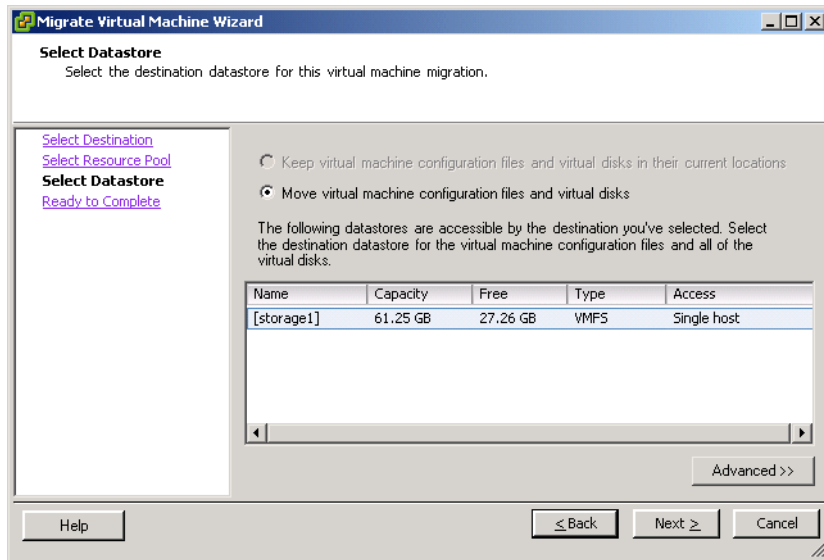 Migrate Virtual Machine Wizard
Select Datastore
Select the destination datastore for this virtual machine migration.
Select Destination
Select Resource Pool
Select Datastore
Ready to Complete
Keep virtual machine configuration files and virtual disks in their current locations
Move virtual machine configuration files and virtual disks
The following datastores are accessible by the destination you've selected. Select
the destination datastore for the virtual machine configuration files and all of the
virtual disks.
Name Capacity Free Type Access
[storage1] 61.25 GB 27.26 GB VMFS Single host
Advanced >>
Help < Back Next > Cancel